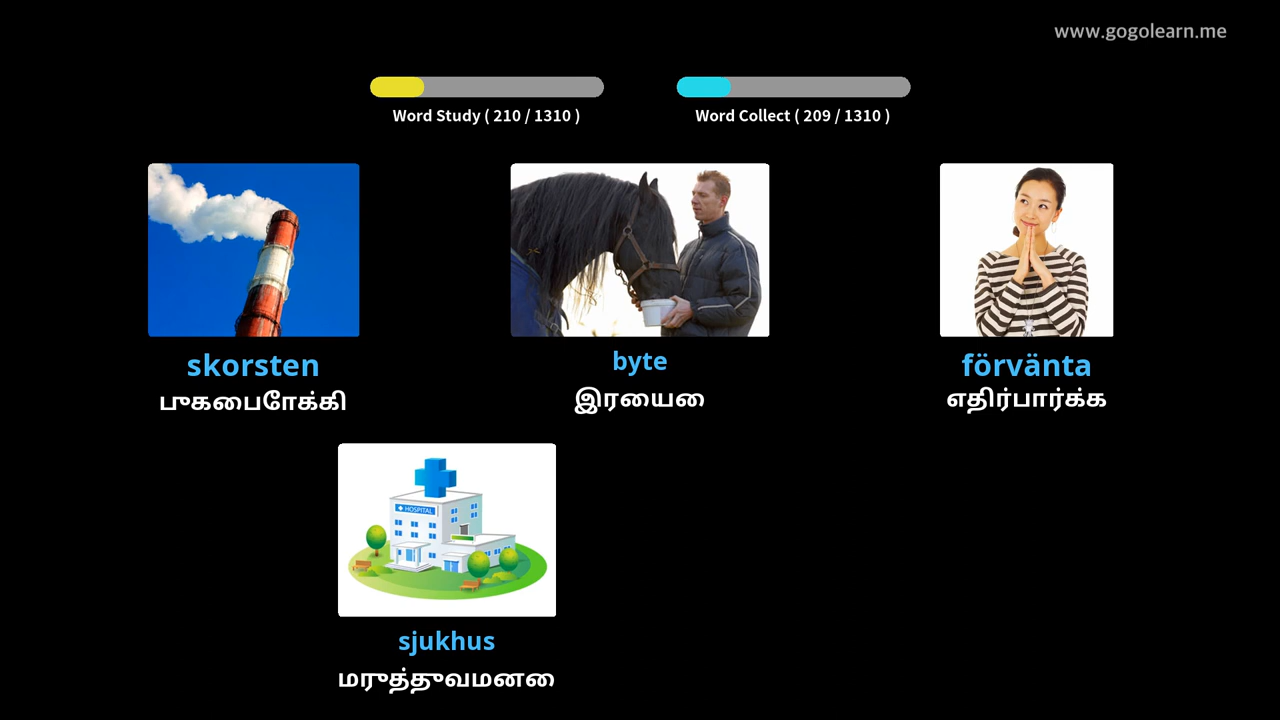 www.gogolearn.me
Word Study ( 210 / 1310 )
Word Collect ( 209 / 1310 )
skorsten
byte
förvänta
புகைபோக்கி
இரையை
எதிர்பார்க்க
HOSPITAL
sjukhus
மருத்துவமனை